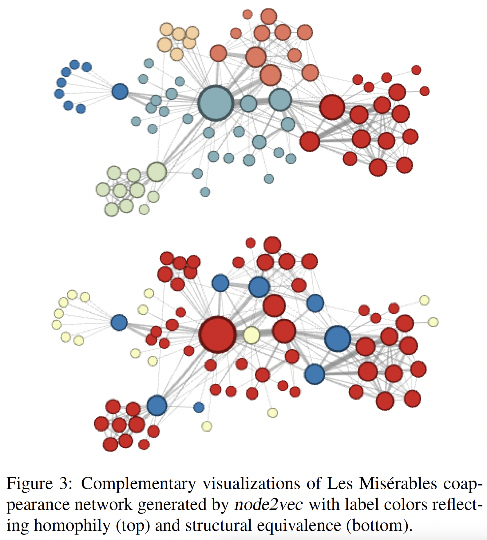 Figure 3: Complementary visualizations of Les Misérables coap-
pearance network generated by node2vec with label colors reflect-
ing homophily (top) and structural equivalence (bottom).